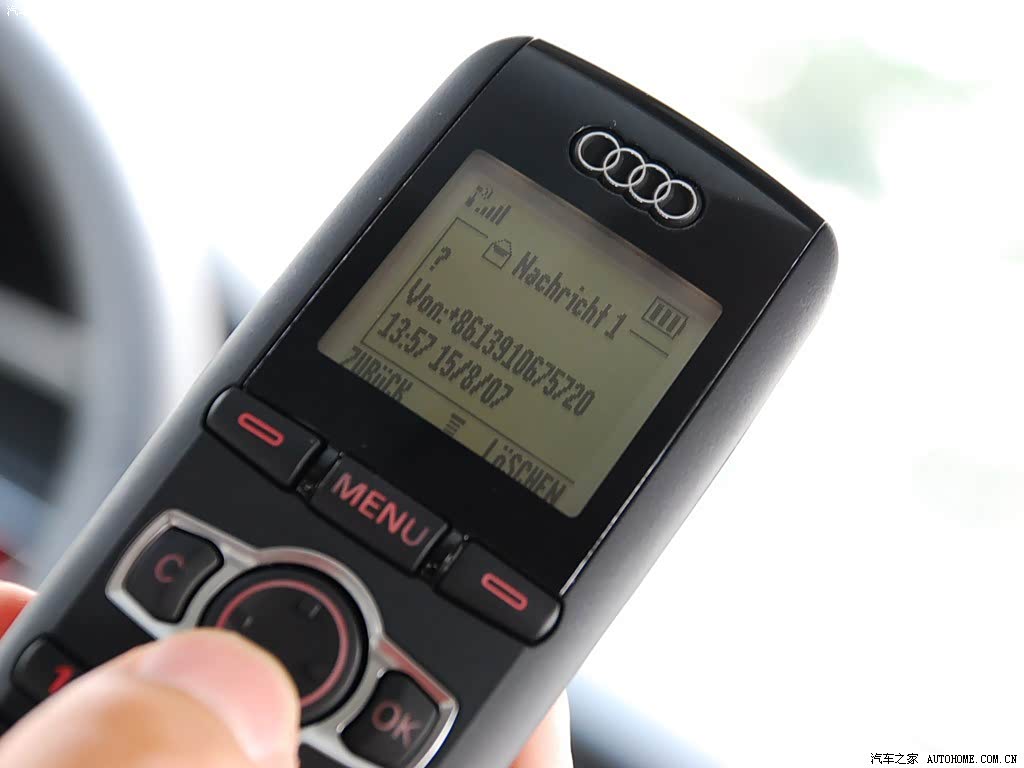 Nachricht 1
?
Von:+8613910675720
13:57 15/8/07
ZURÜCK
LöSCHEN
MENU
C
OK
1
汽车之家 AUTOHOME.COM.CN